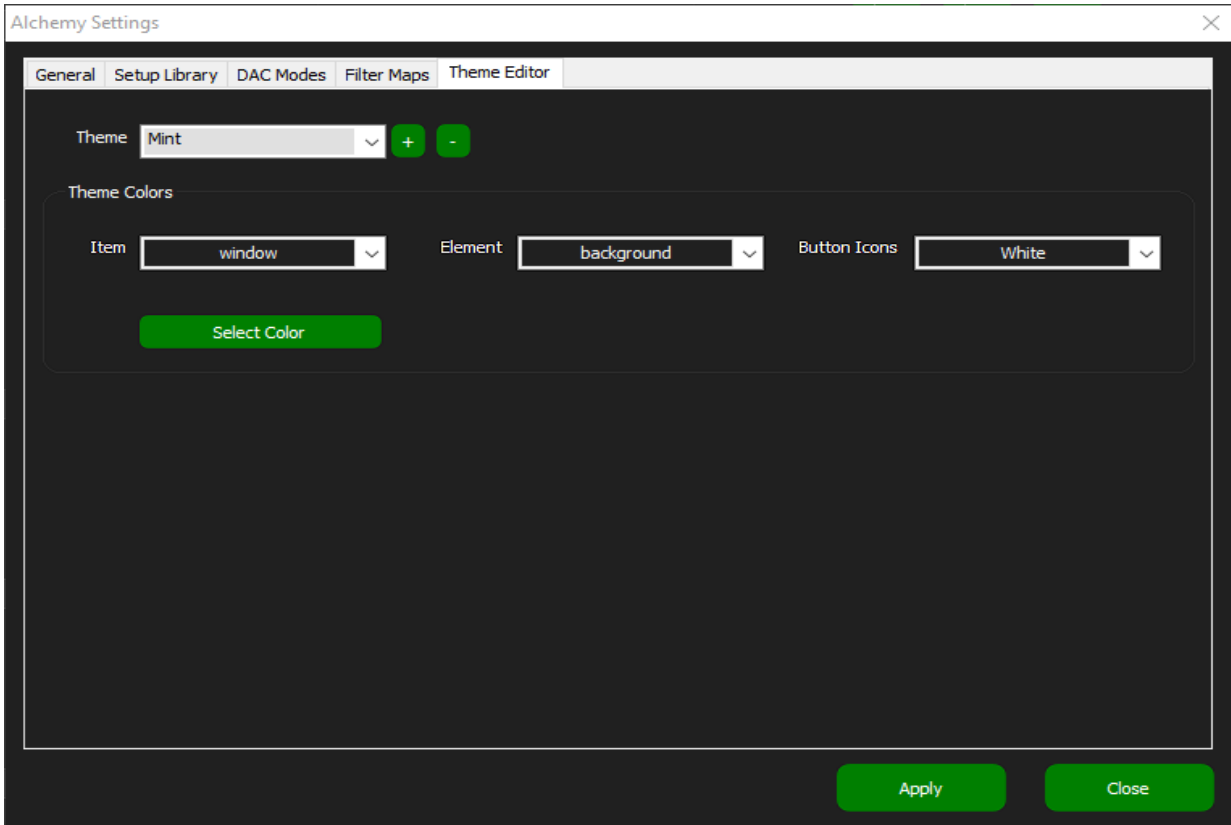 Alchemy Settings
General Setup Library DAC Modes Filter Maps Theme Editor
Theme Mint + -
Theme Colors
Item window Element background Button Icons White
Select Color
Apply Close